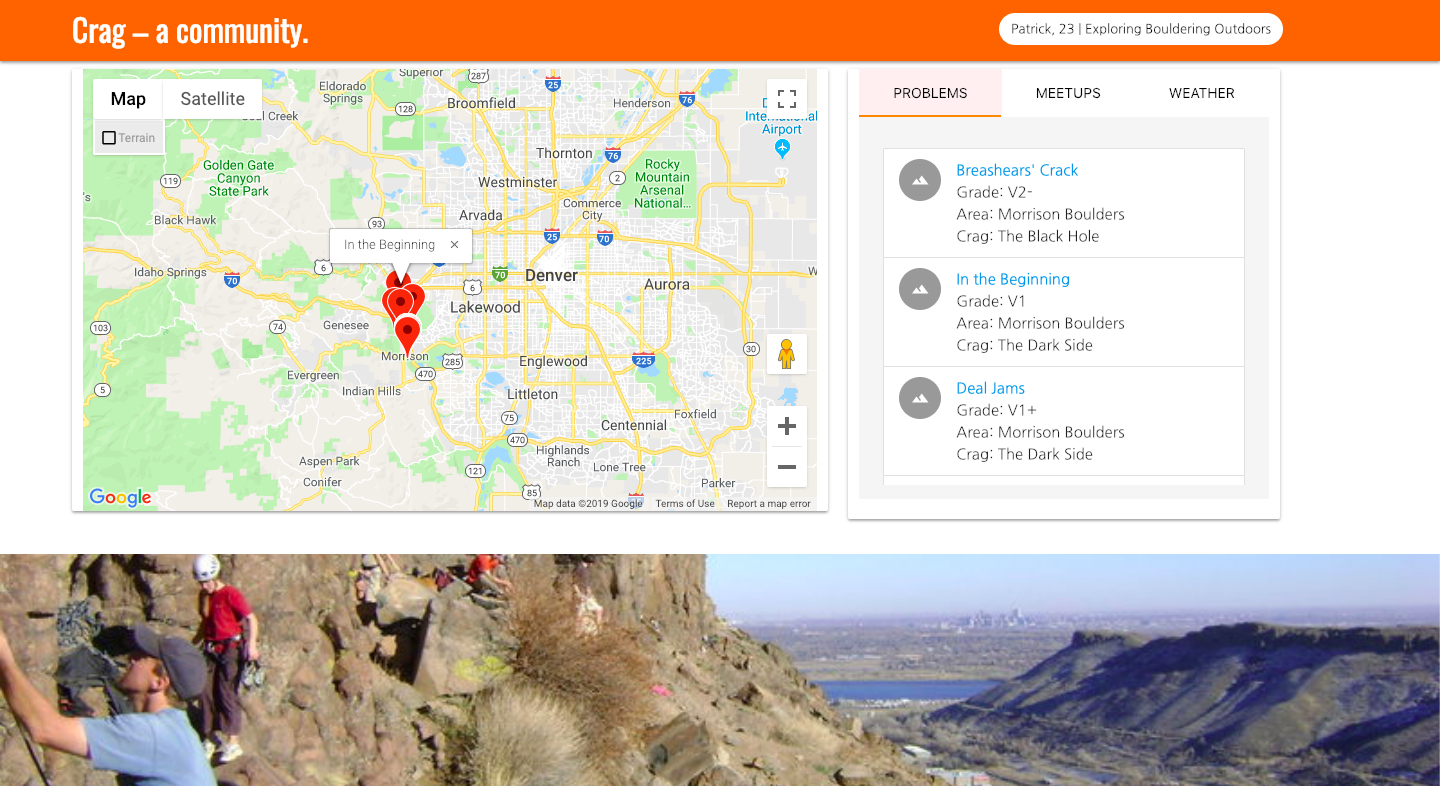 Crag – a community.
Patrick, 23 | Exploring Bouldering Outdoors
Map
Satellite
Terrain
Superior
287
Eldorado
Springs
25
128
Broomfield
Henderson
76
International
Airport
Coal Creek
Golden Gate
Canyon
State Park
119
Thornton
76
Rocky
Mountain
Arsenal
National...
2
Westminster
Commerce
City
Black Hawk
93
Arvada
25
70
In the Beginning ×
6
Idaho Springs
70
70
Denver
6
Aurora
W
Lakewood
103
74
Genesee
Morrison
285
225
30
Englewood
470
Evergreen
Indian Hills
5
Littleton
75
Foxfield
Centennial
470
Highlands
Ranch
Lone Tree
Aspen Park
Conifer
121
85
Parker
Google
Map data ©2019 Google
Terms of Use
Report a map error
PROBLEMS
MEETUPS
WEATHER
Breashears' Crack
Grade: V2-
Area: Morrison Boulders
Crag: The Black Hole
In the Beginning
Grade: V1
Area: Morrison Boulders
Crag: The Dark Side
Deal Jams
Grade: V1+
Area: Morrison Boulders
Crag: The Dark Side